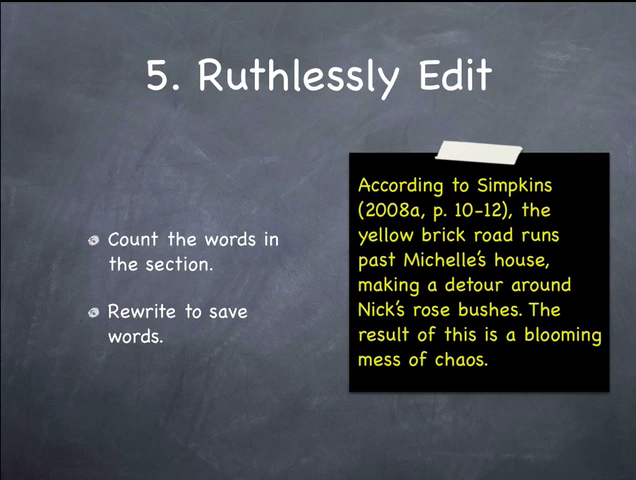 5. Ruthlessly Edit
Count the words in
the section.
Rewrite to save
words.
According to Simpkins
(2008a, p. 10-12), the
yellow brick road runs
past Michelle's house,
making a detour around
Nick's rose bushes. The
result of this is a blooming
mess of chaos.